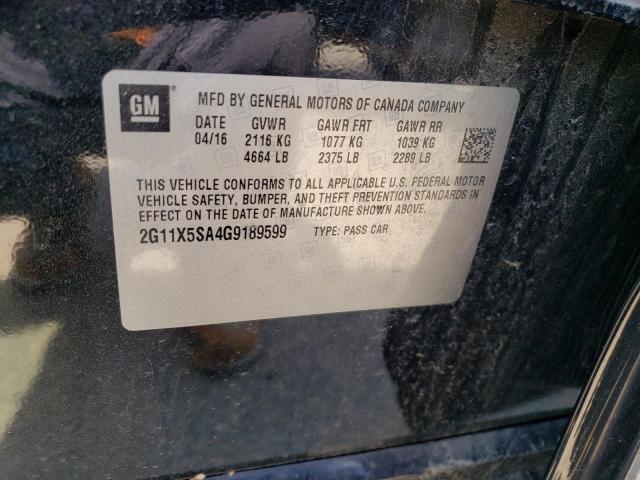 GM
MFD BY GENERAL MOTORS OF CANADA COMPANY
DATE GVWR GAWR FRT GAWR RR
04/16 2116 KG 1077 KG 1039 KG
4664 LB 2375 LB 2289 LB
THIS VEHICLE CONFORMS TO ALL APPLICABLE U.S. FEDERAL MOTOR
VEHICLE SAFETY, BUMPER, AND THEFT PREVENTION STANDARDS IN
EFFECT ON THE DATE OF MANUFACTURE SHOWN ABOVE.
2G11X5SA4G9189599 TYPE: PASS CAR